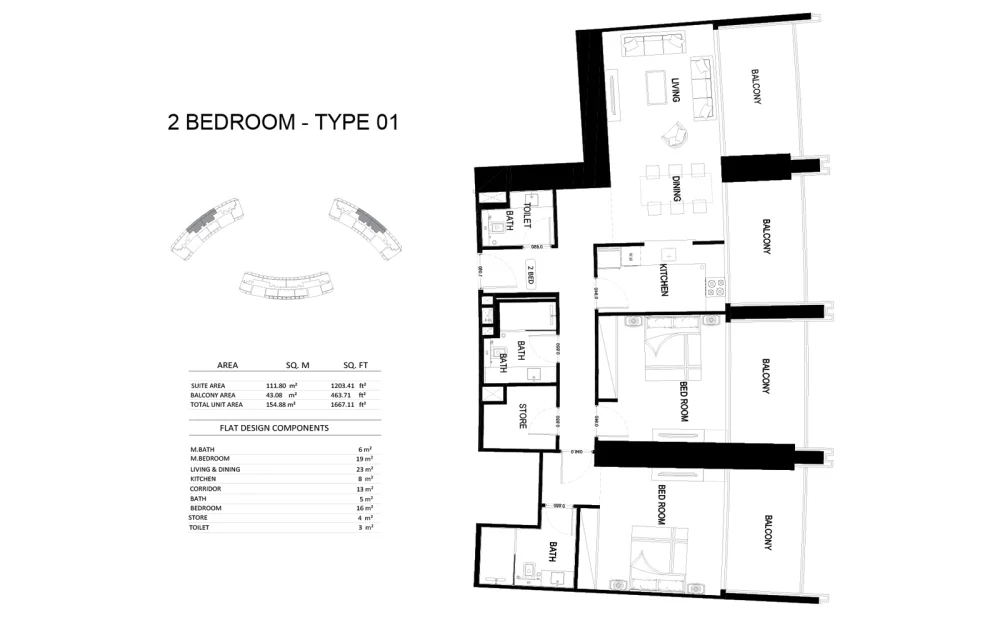 2 BEDROOM - TYPE 01
AREA SQ. M SQ. FT
SUITE AREA 111.80 m² 1203.41 ft²
BALCONY AREA 43.08 m² 463.71 ft²
TOTAL UNIT AREA 154.88 m² 1667.11 ft²
FLAT DESIGN COMPONENTS
M.BATH 6 m²
M.BEDROOM 19 m²
LIVING & DINING 23 m²
KITCHEN 8 m²
CORRIDOR 13 m²
BATH 5 m²
BEDROOM 16 m²
STORE 4 m²
TOILET 3 m²
LIVING
BALCONY
DINING
TOILET
BATH
BALCONY
2 BED
KITCHEN
BATH
BATH
BED ROOM
BALCONY
STORE
BED ROOM
BALCONY
BATH